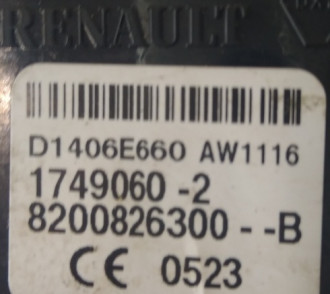 RENAULT
D1406E660 AW1116
1749060 -2
8200826300 - -B
CE 0523